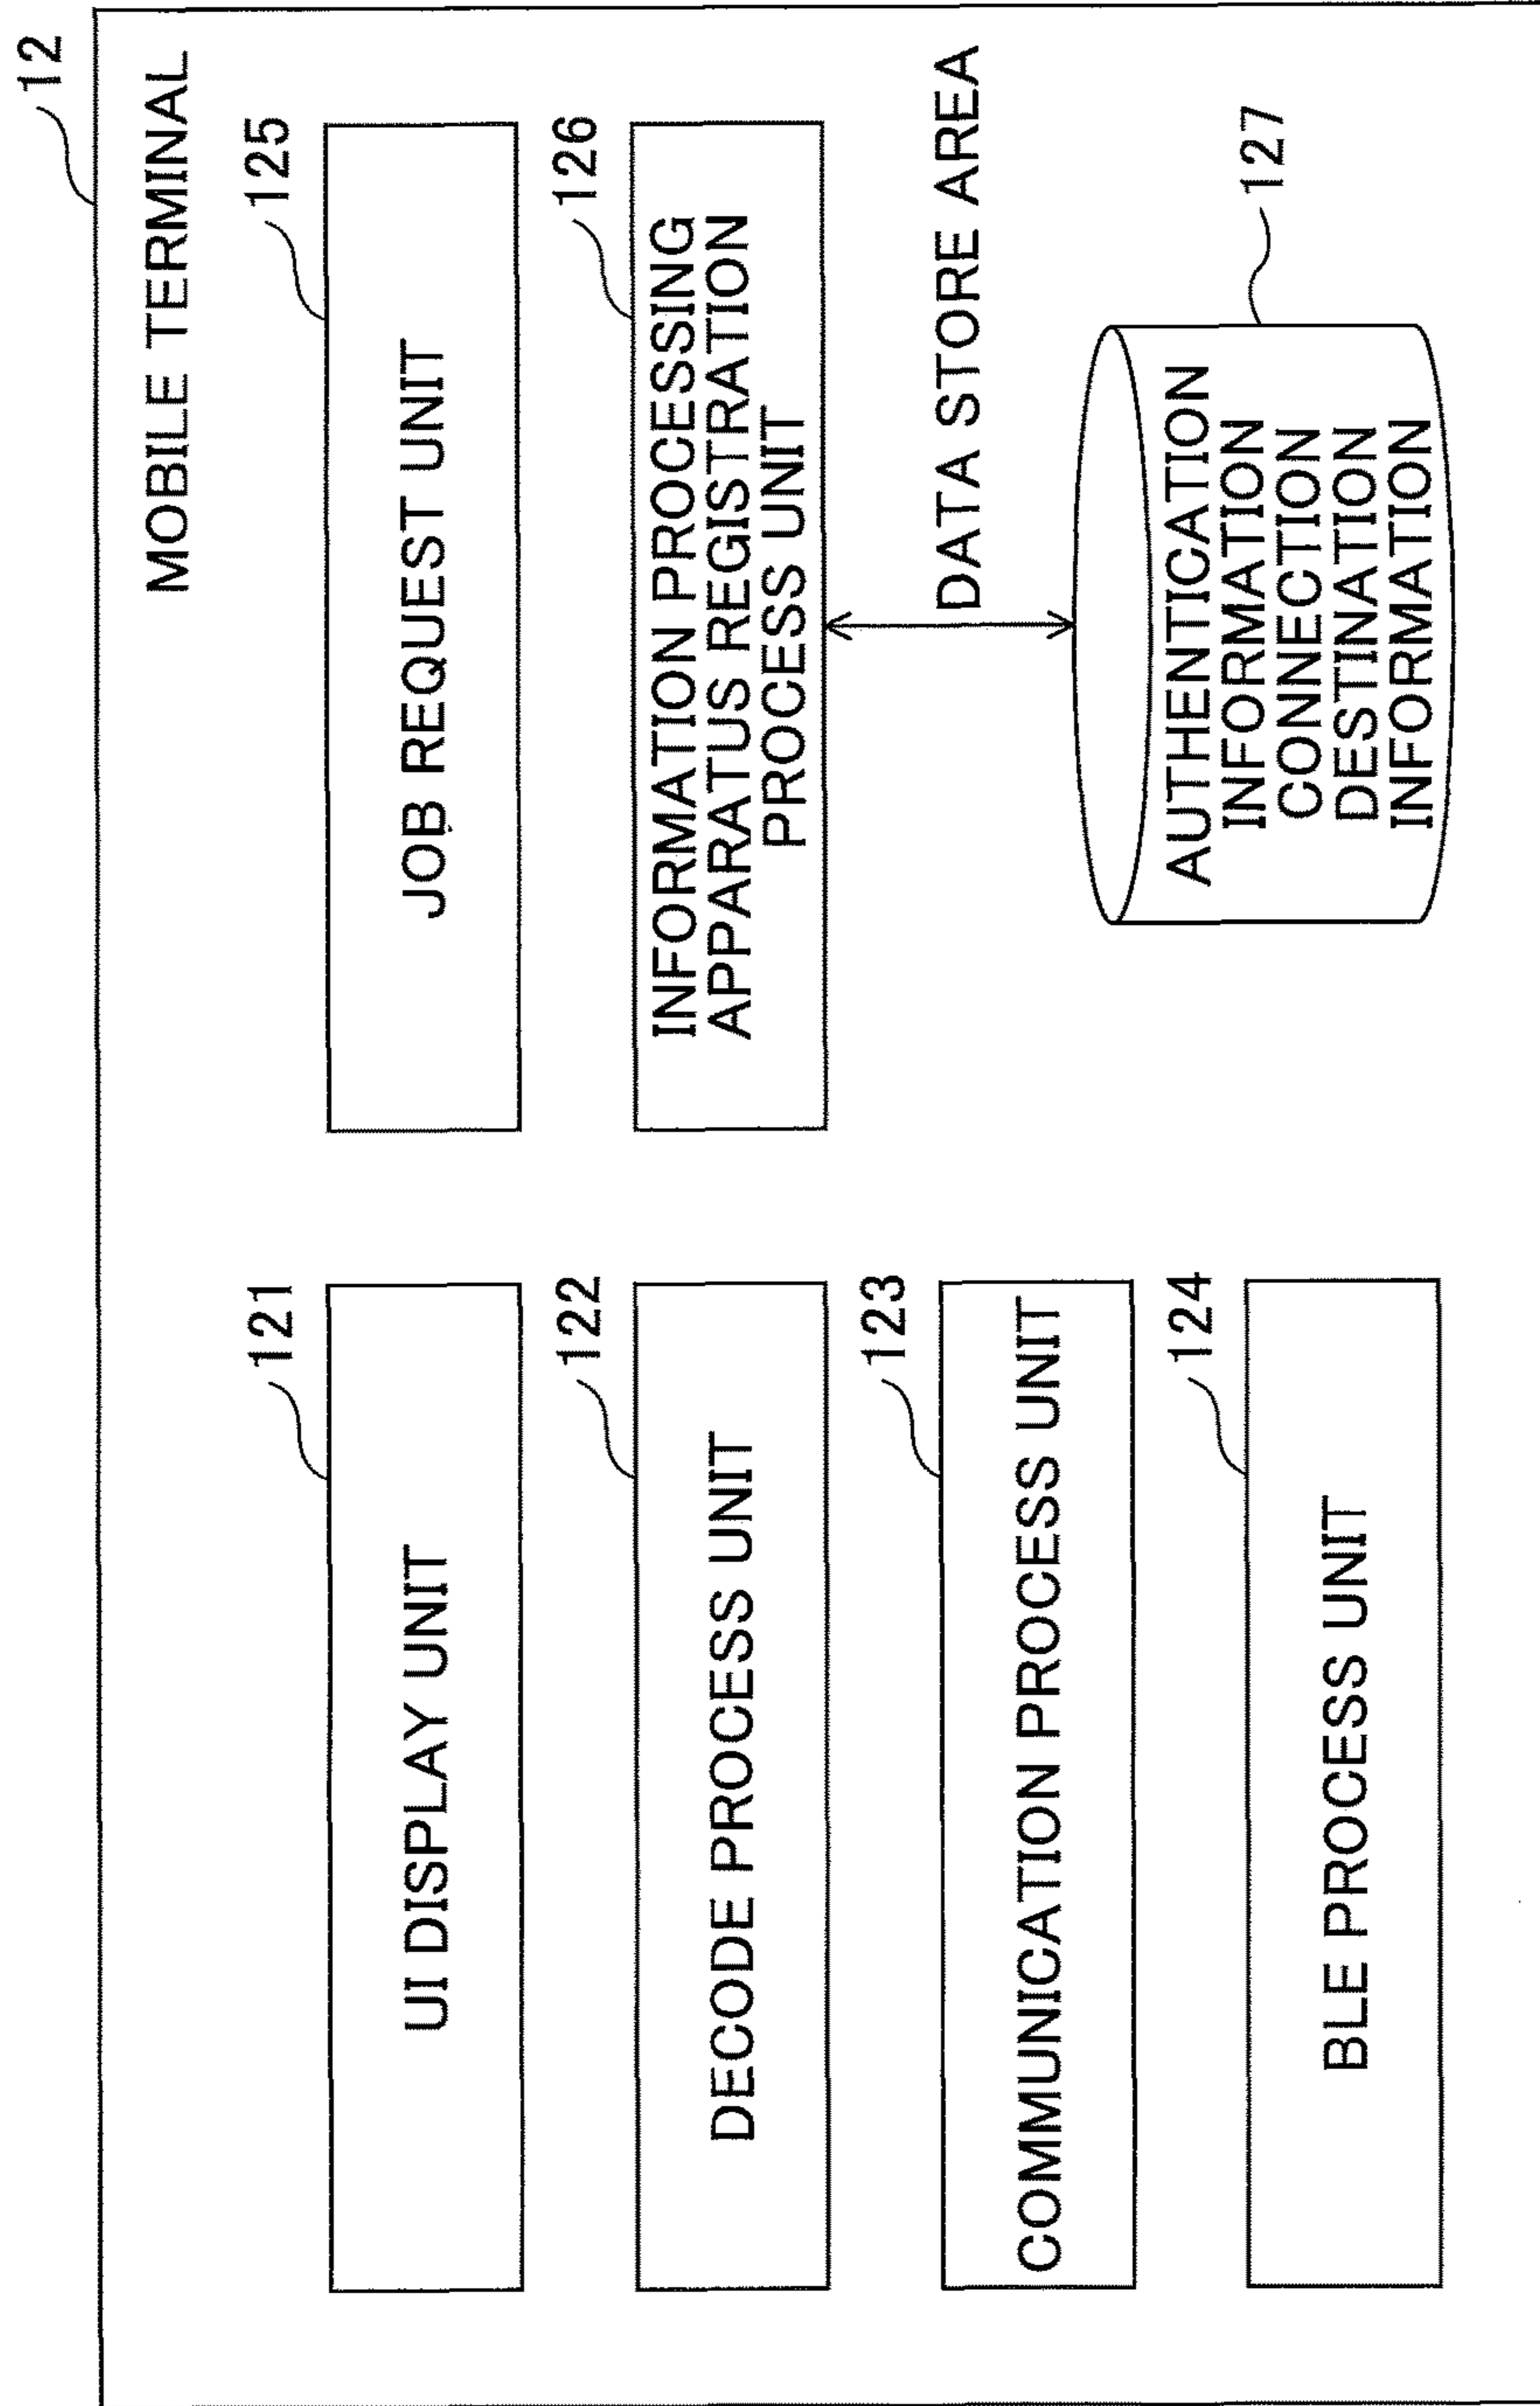 12
MOBILE TERMINAL
121
UI DISPLAY UNIT
122
DECODE PROCESS UNIT
123
COMMUNICATION PROCESS UNIT
124
BLE PROCESS UNIT
125
JOB REQUEST UNIT
126
INFORMATION PROCESSING
APPARATUS REGISTRATION
PROCESS UNIT
DATA STORE AREA
127
AUTHENTICATION
INFORMATION
CONNECTION
DESTINATION
INFORMATION